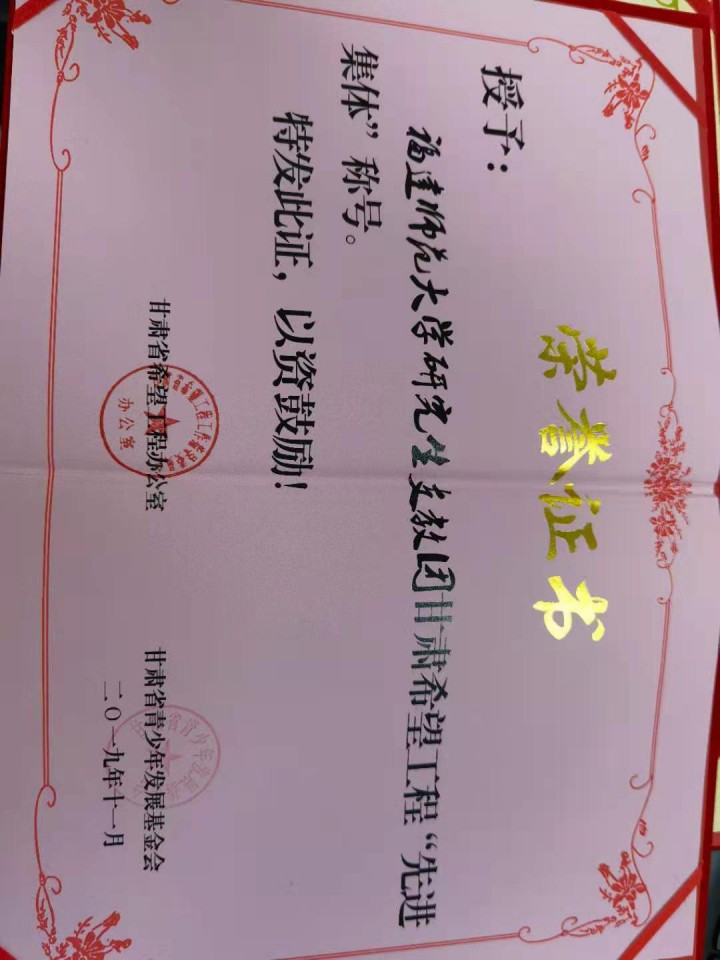 荣誉证书
授予：
福建师范大学研究生支教团甘肃希望工程“先进
集体”称号。
特发此证，以资鼓励！
甘肃省希望工程办公室
办公室
甘肃省青少年发展基金会
二〇一九年十一月